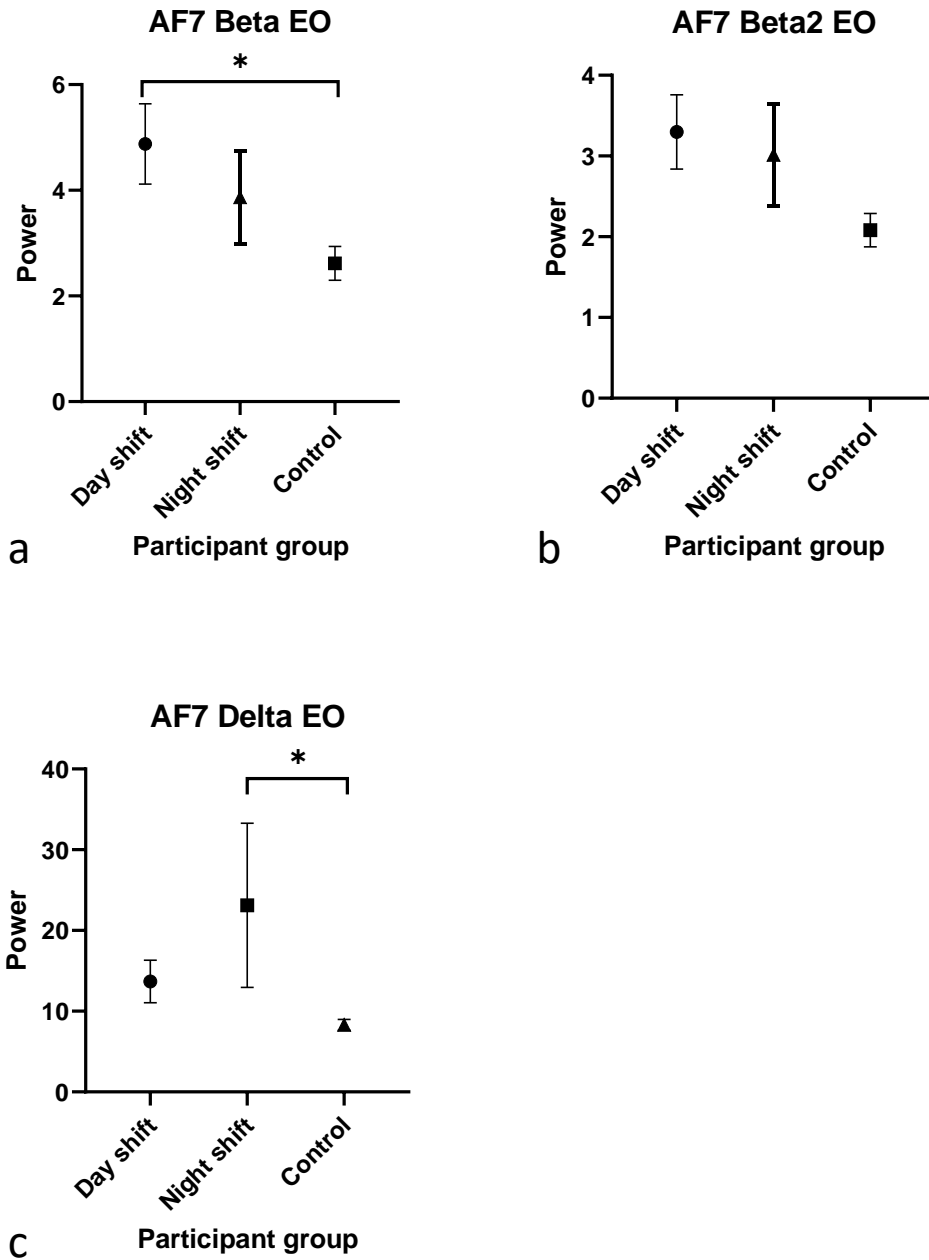 AF7 Beta EO
*
6
4
2
0
Power
Day shift
Night shift
Control
Participant group
a
AF7 Beta2 EO
4
3
2
1
0
Power
Day shift
Night shift
Control
Participant group
b
AF7 Delta EO
*
40
30
20
10
0
Power
Day shift
Night shift
Control
Participant group
c